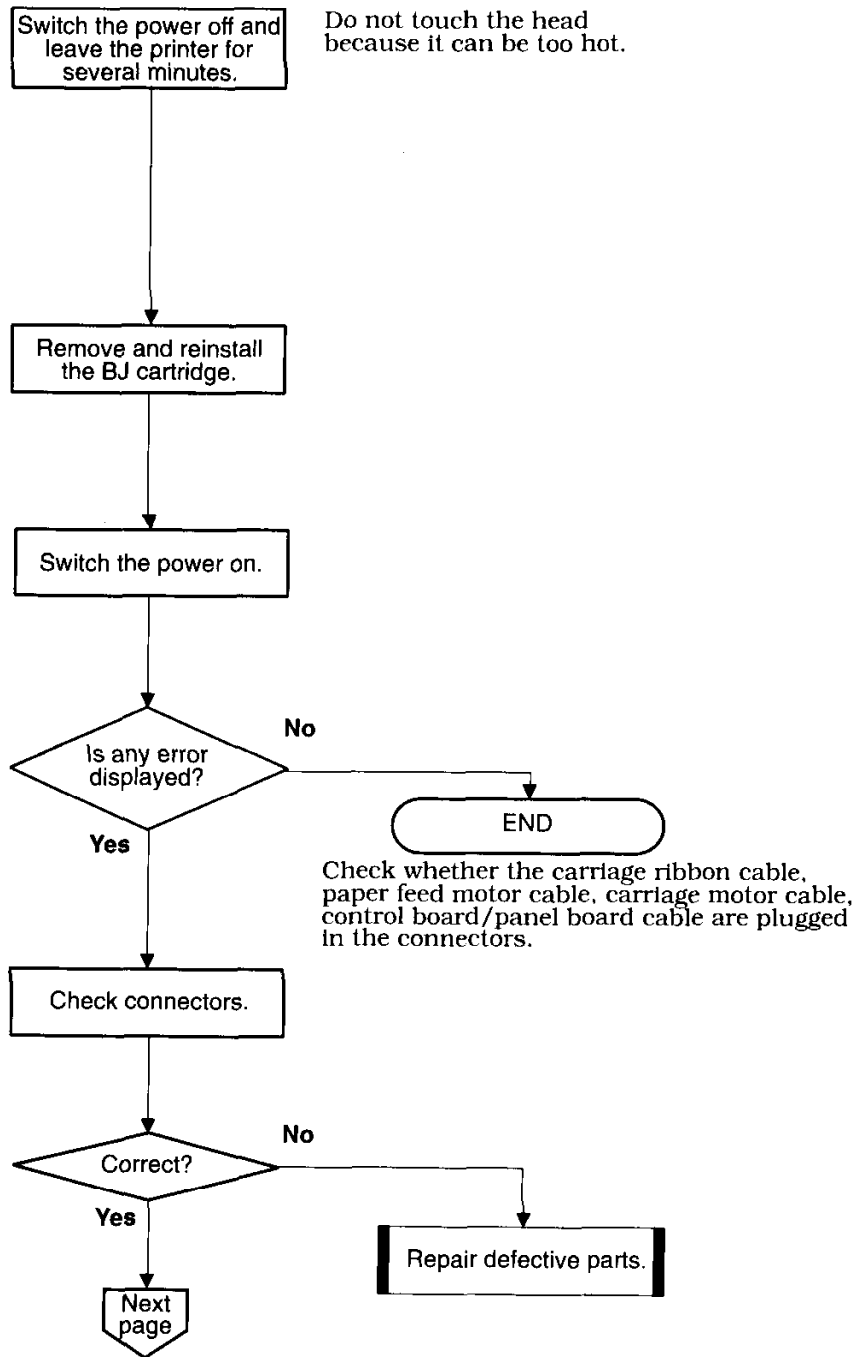 Switch the power off and
leave the printer for
several minutes.
Do not touch the head
because it can be too hot.
Remove and reinstall
the BJ cartridge.
Switch the power on.
Is any error
displayed?
No
END
Yes
Check whether the carriage ribbon cable,
paper feed motor cable, carriage motor cable,
control board/panel board cable are plugged
in the connectors.
Check connectors.
Correct?
No
Yes
Repair defective parts.
Next
page